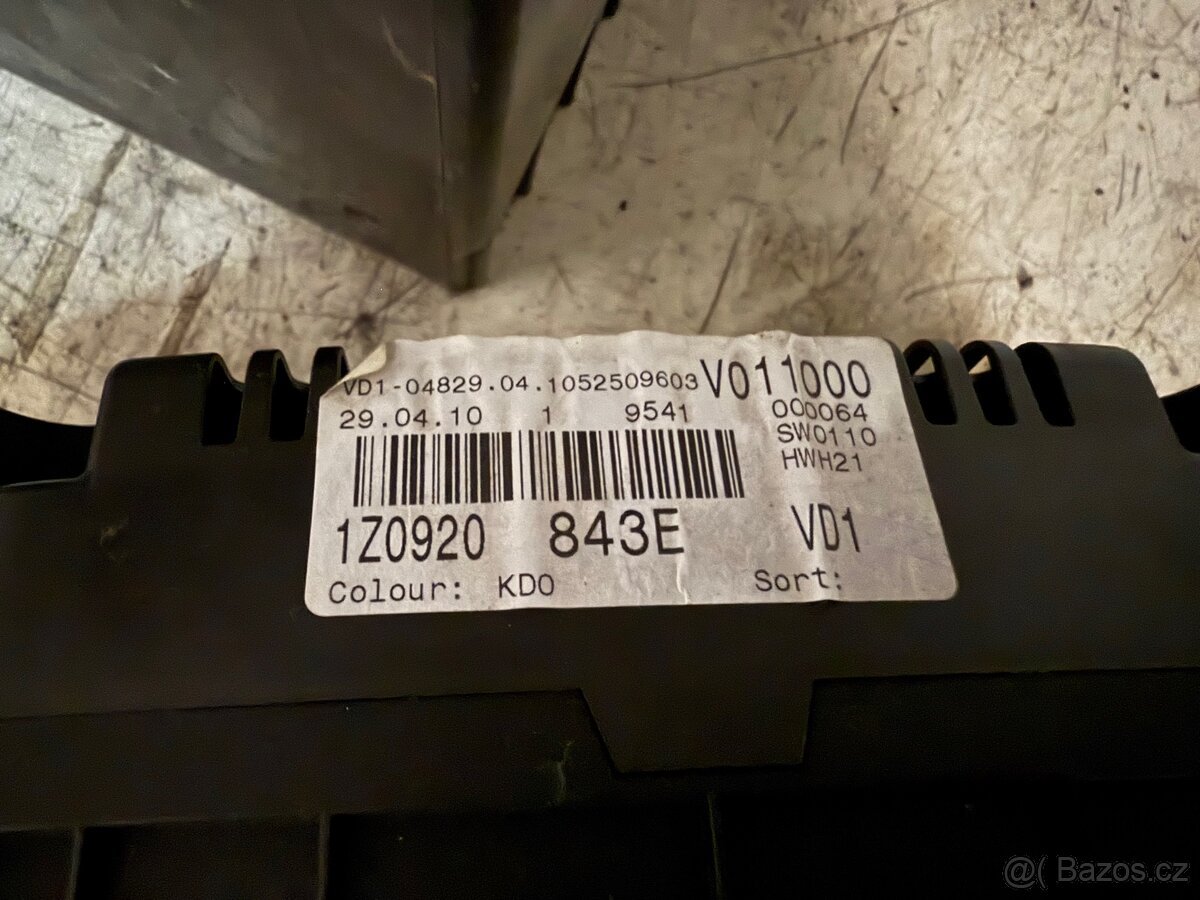 VD1-04829.04.1052509603 V011000
29.04.10 1 9541 000064
SW0110
HWH21
1Z0920 843E VD1
Colour: KD0 Sort:
@( Bazos.cz